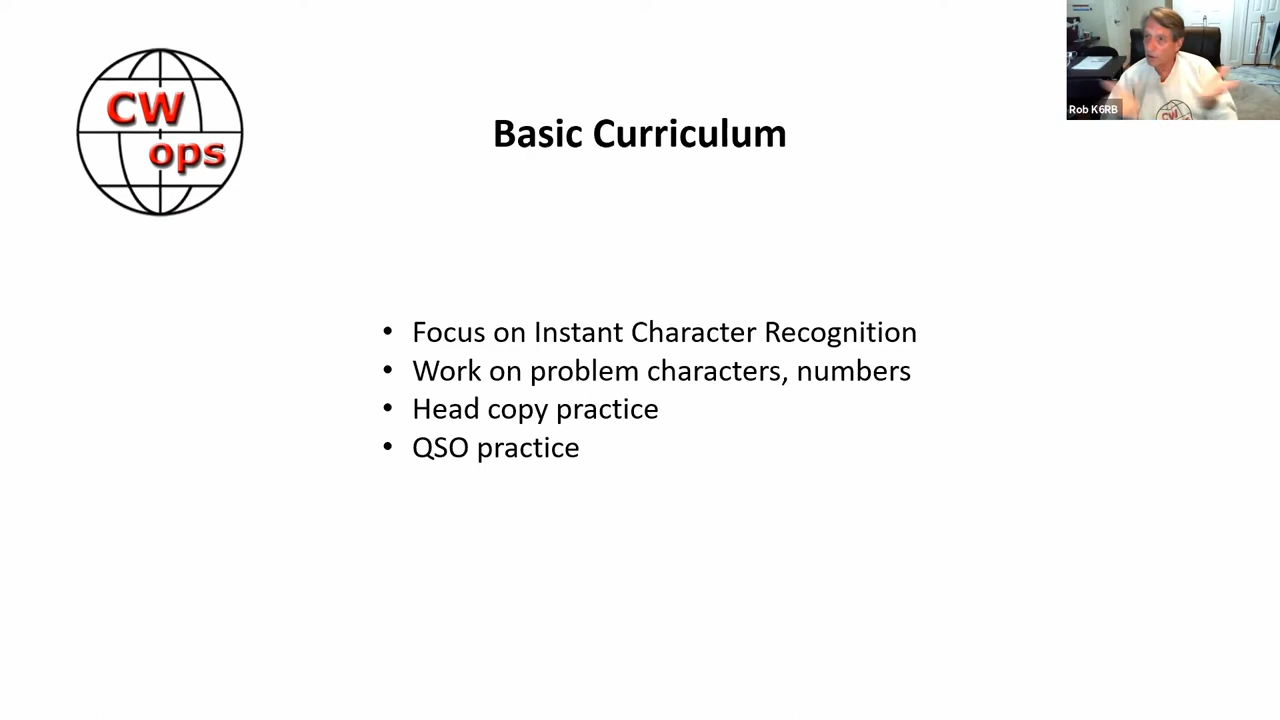 CW
ops
Basic Curriculum
Rob K6RB
• Focus on Instant Character Recognition
• Work on problem characters, numbers
• Head copy practice
• QSO practice